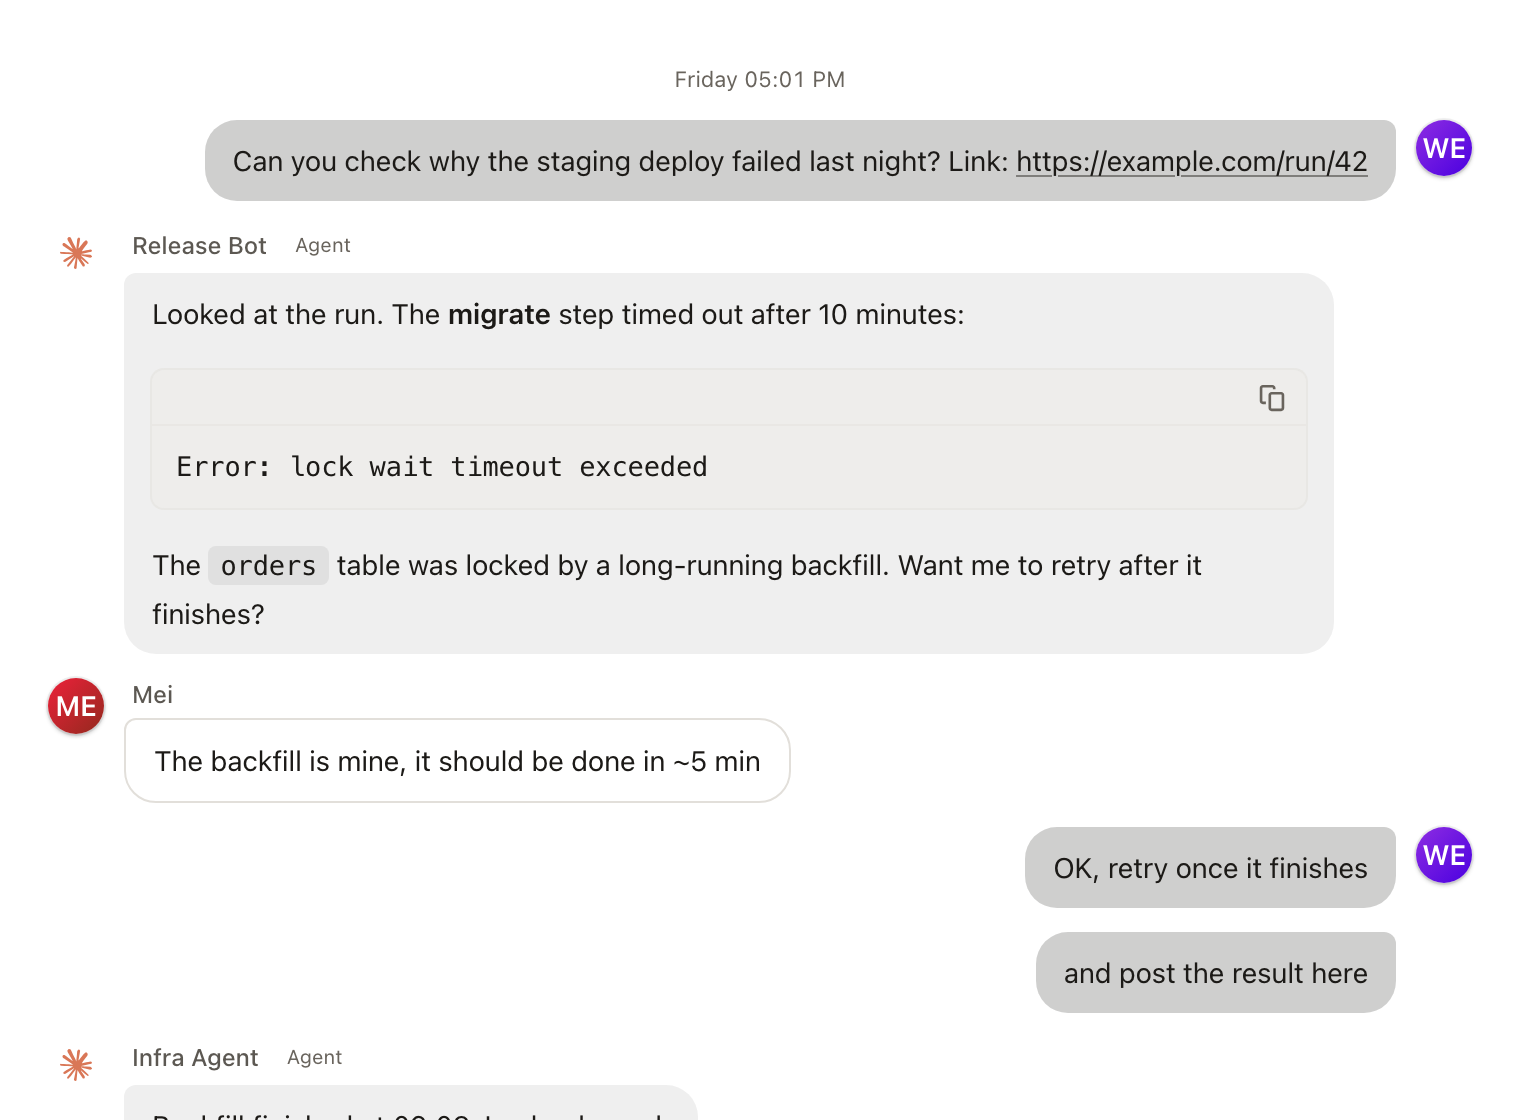 Friday 05:01 PM
Can you check why the staging deploy failed last night? Link: https://example.com/run/42
WE
Release Bot Agent
Looked at the run. The migrate step timed out after 10 minutes:
Error: lock wait timeout exceeded
The orders table was locked by a long-running backfill. Want me to retry after it
finishes?
ME
Mei
The backfill is mine, it should be done in ~5 min
OK, retry once it finishes
WE
and post the result here
Infra Agent Agent